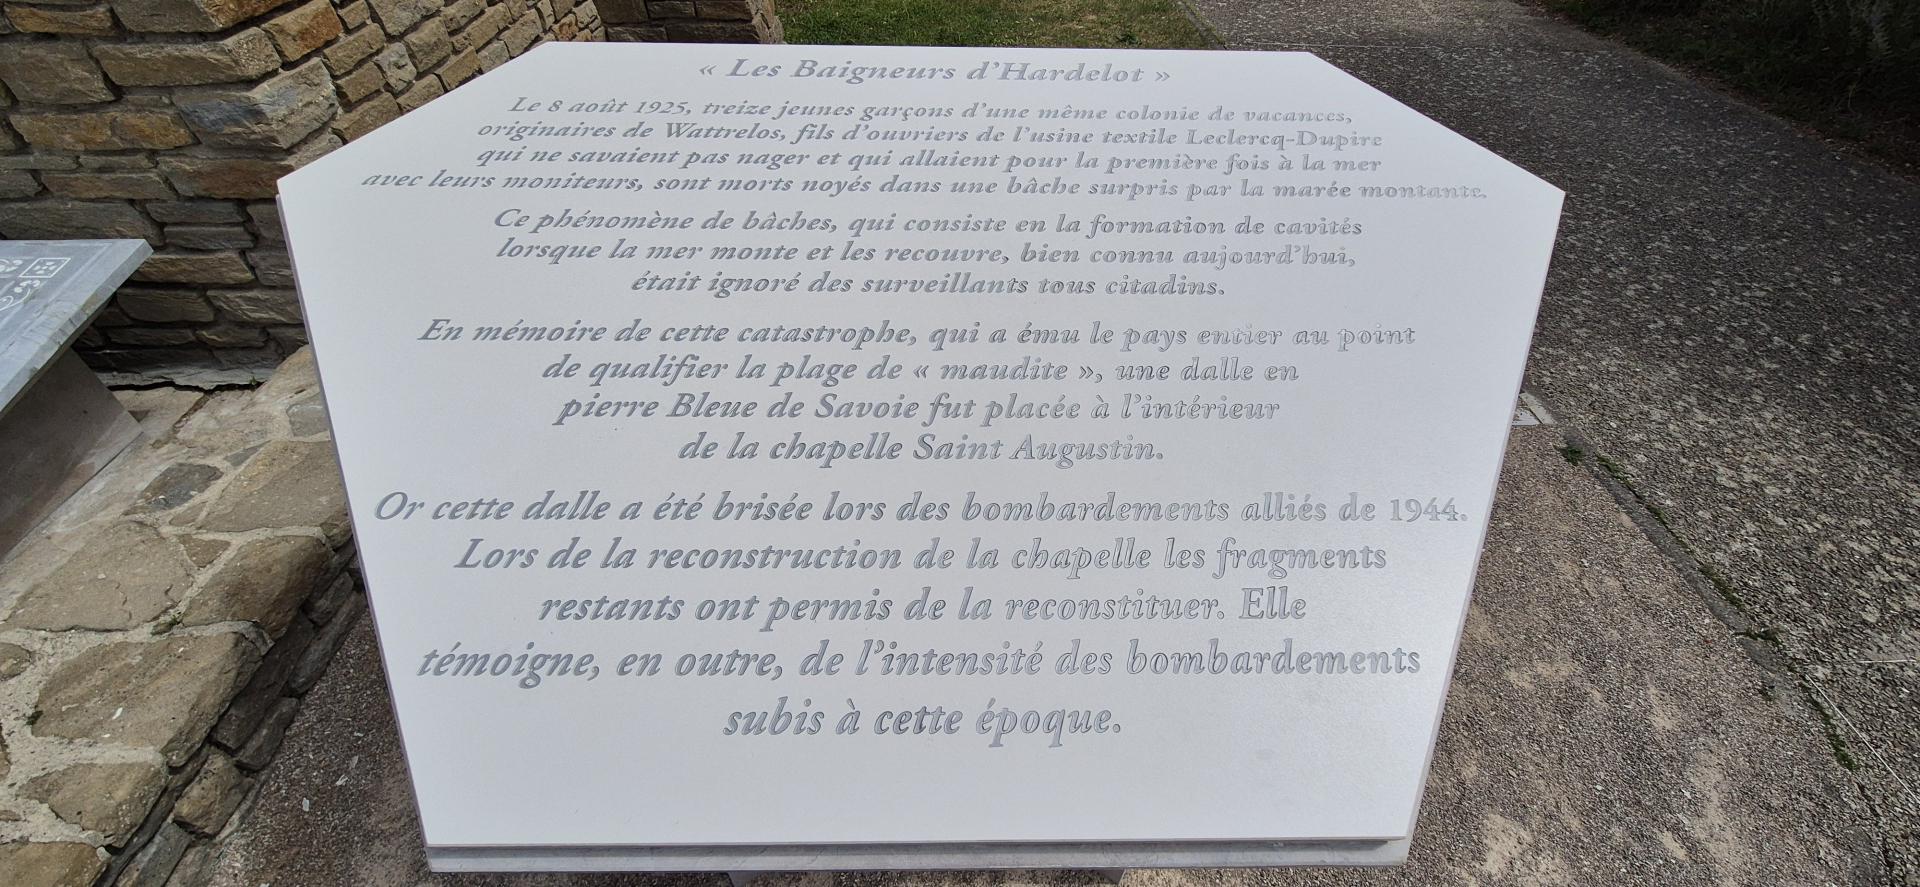 « Les Baigneurs d'Hardelot »
Le 8 août 1925, treize jeunes garçons d'une même colonie de vacances,
originaires de Wattrelos, fils d'ouvriers de l'usine textile Leclercq-Dupire
qui ne savaient pas nager et qui allaient pour la première fois à la mer
avec leurs moniteurs, sont morts noyés dans une bâche surpris par la marée montante.
Ce phénomène de bâches, qui consiste en la formation de cavités
lorsque la mer monte et les recouvre, bien connu aujourd'hui,
était ignoré des surveillants tous citadins.
En mémoire de cette catastrophe, qui a ému le pays entier au point
de qualifier la plage de « maudite », une dalle en
pierre Bleue de Savoie fut placée à l'intérieur
de la chapelle Saint Augustin.
Or cette dalle a été brisée lors des bombardements alliés de 1944.
Lors de la reconstruction de la chapelle les fragments
restants ont permis de la reconstituer. Elle
témoigne, en outre, de l'intensité des bombardements
subis à cette époque.